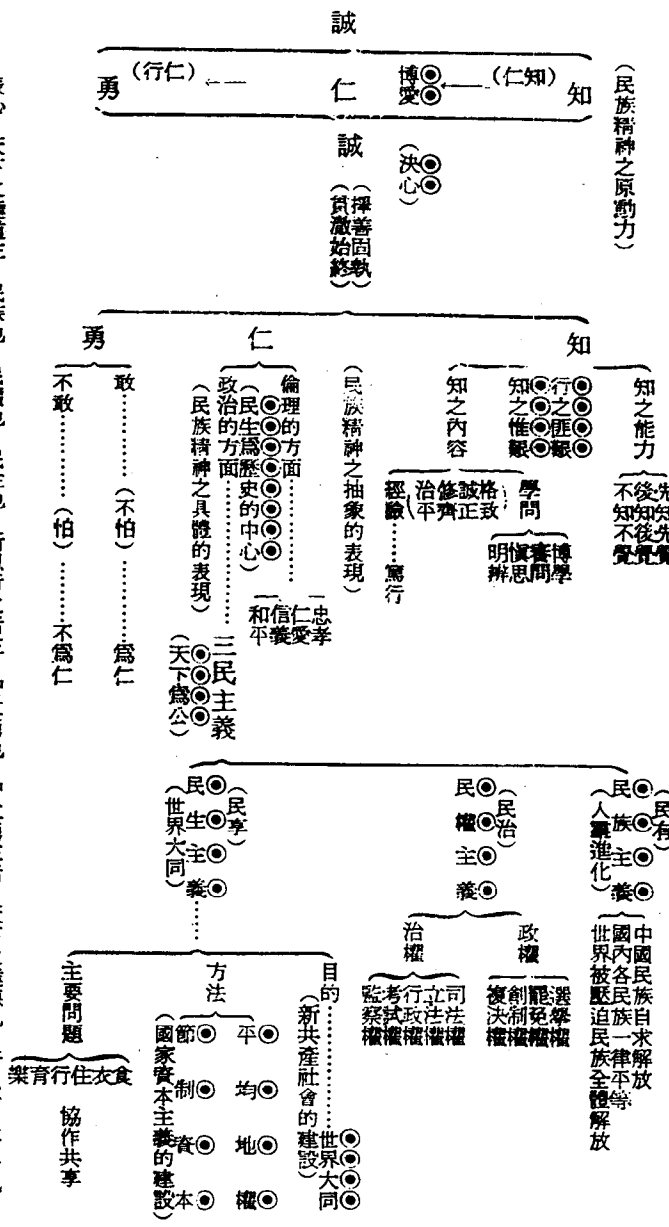 (民族精神之原動力)
誠
知
(仁知)
博愛
仁
(行仁)
勇
誠
(決心)
(擇善固執)
(貫澈始終)
知
知之能力
先知先覺
後知後覺
不知不覺
行之匪艱
知之惟艱
知之內容
學問
博學
審問
慎思
明辨
格致
誠正
修齊
治平
經驗……篤行
(民族精神之抽象的表現)
仁
倫理的方面
忠孝
仁愛
信義
和平
(民生爲歷史的中心)
政治的方面
三民主義
(天下爲公)
(民族精神之具體的表現)
勇
敢……(不怕)……爲仁
不敢……(怕)……不爲仁
(民有)
民族主義
(人羣進化)
中國民族自求解放
國內各民族一律平等
世界被壓迫民族全體解放
(民治)
民權主義
政權
選舉權
罷免權
創制權
複決權
治權
司法權
立法權
行政權
考試權
監察權
(民享)
民生主義
(世界大同)
目的……世界大同
(新共產社會的建設)
方法
平均地權
節制資本
(國家資本主義的建設)
主要問題
食衣住行育樂
協作共享